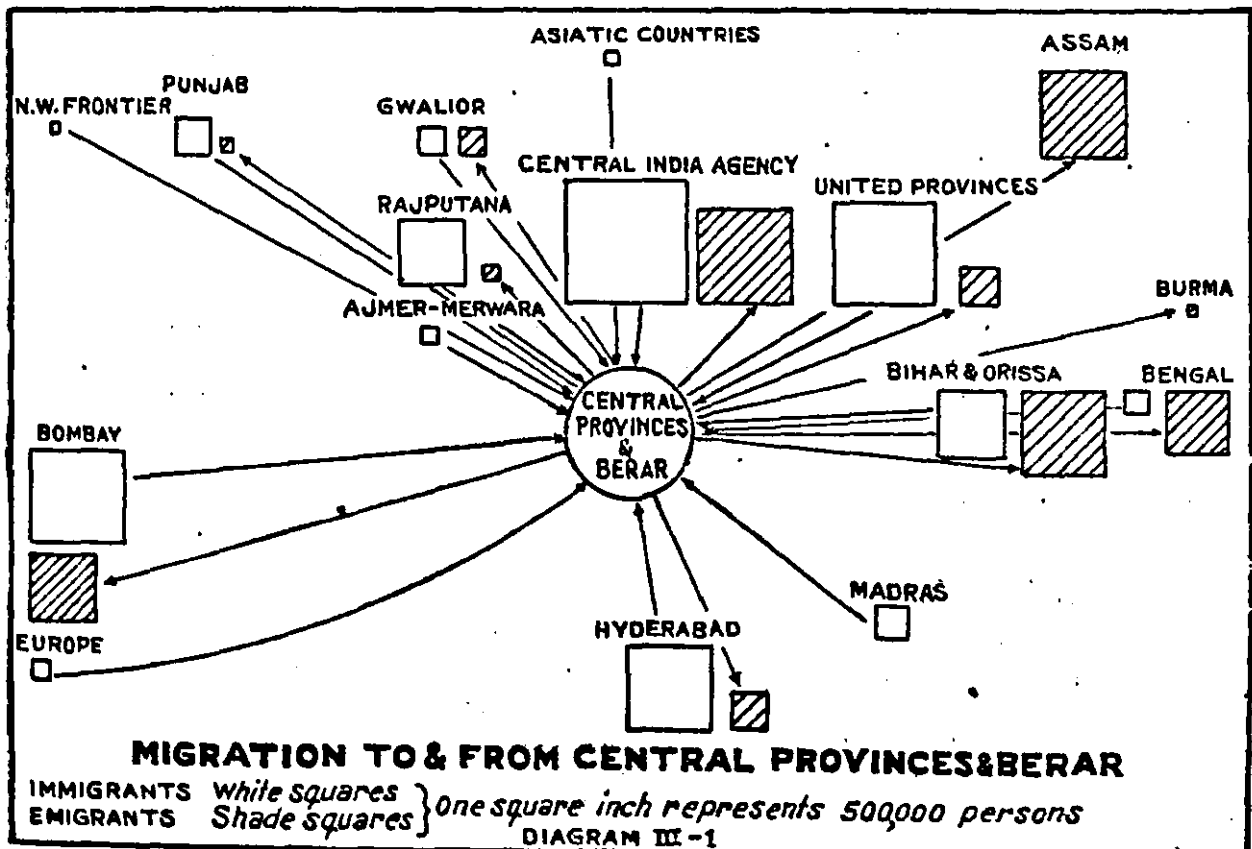 ASIATIC COUNTRIES
ASSAM
PUNJAB
N.W. FRONTIER
GWALIOR
CENTRAL INDIA AGENCY
UNITED PROVINCES
RAJPUTANA
AJMER-MERWARA
BURMA
BIHAR & ORISSA
BENGAL
CENTRAL
PROVINCES
&
BERAR
BOMBAY
MADRAS
HYDERABAD
EUROPE
MIGRATION TO & FROM CENTRAL PROVINCES & BERAR
IMMIGRANTS White squares } One square inch represents 500,000 persons
EMIGRANTS Shade squares
DIAGRAM III-1